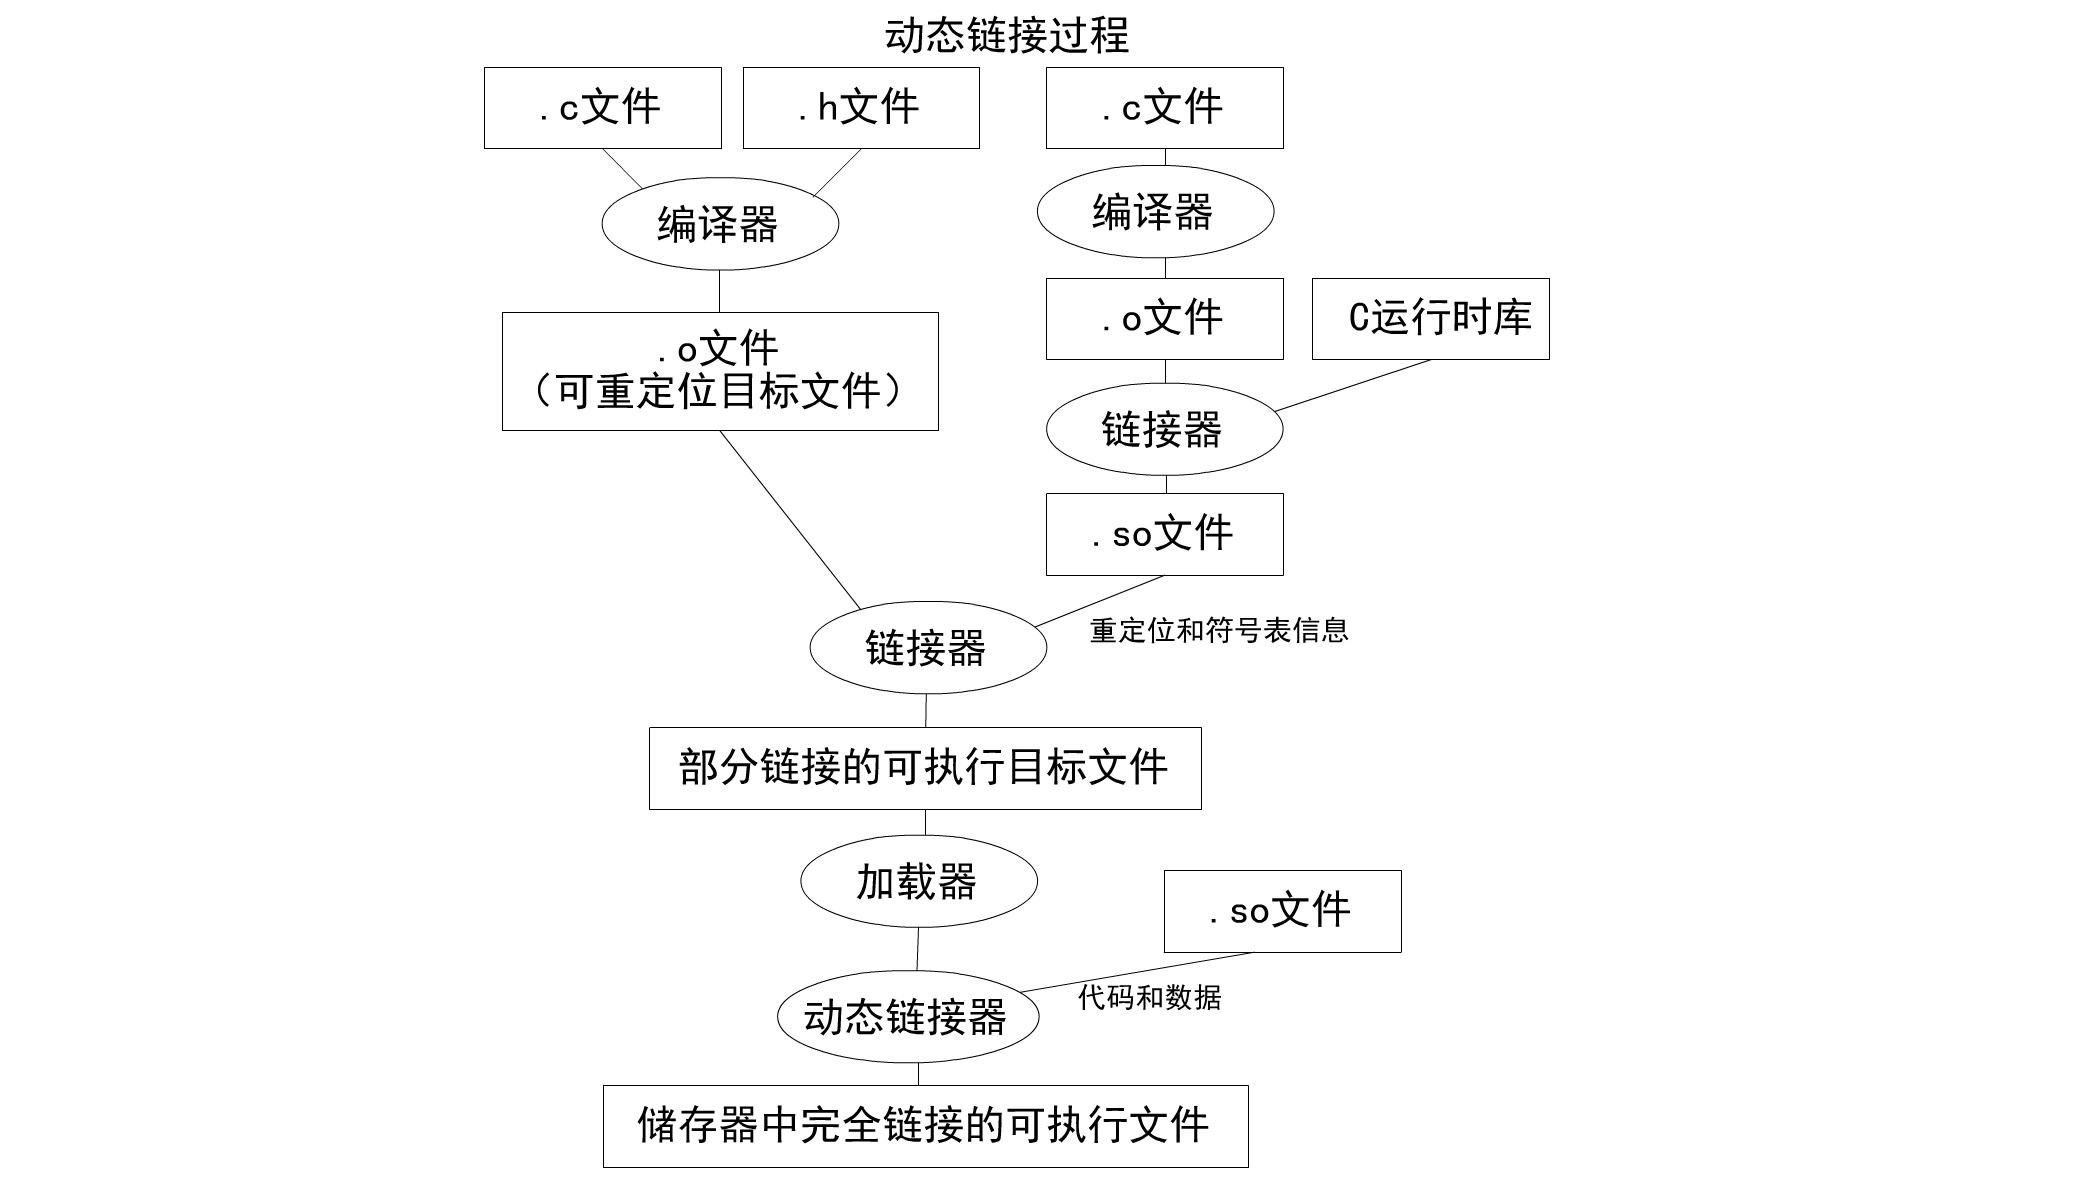 动态链接过程
.c文件
.h文件
.c文件
编译器
编译器
.o文件
(可重定位目标文件)
.o文件
C运行时库
链接器
.so文件
链接器
重定位和符号表信息
部分链接的可执行目标文件
加载器
.so文件
动态链接器
代码和数据
储存器中完全链接的可执行文件